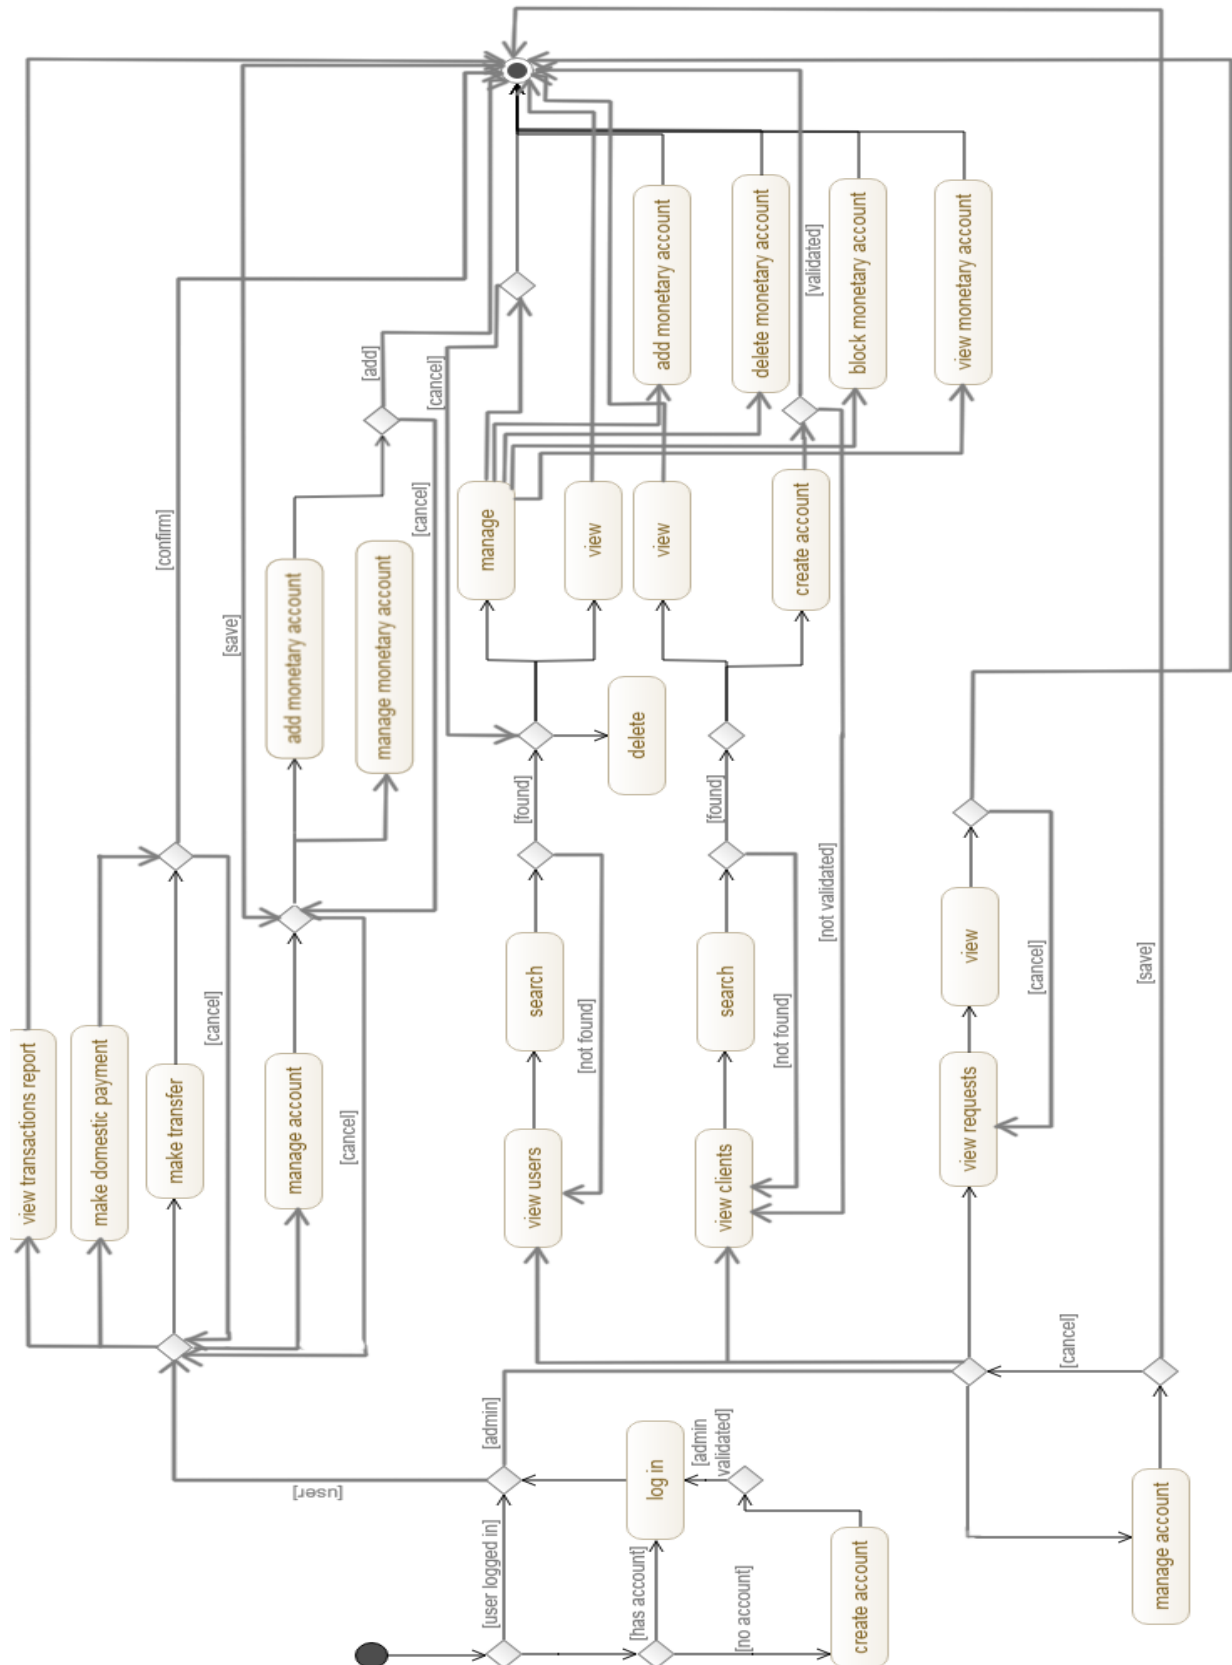 view transactions report
make domestic payment
make transfer
manage account
[cancel]
[cancel]
[confirm]
[save]
add monetary account
manage monetary account
[add]
[cancel]
[cancel]
[user]
[admin]
[user logged in]
[has account]
[no account]
log in
[admin
validated]
create account
view users
search
[found]
[not found]
delete
manage
view
add monetary account
delete monetary account
block monetary account
view monetary account
view clients
search
[found]
[not found]
view
create account
[validated]
[not validated]
view requests
view
[cancel]
[cancel]
[save]
manage account